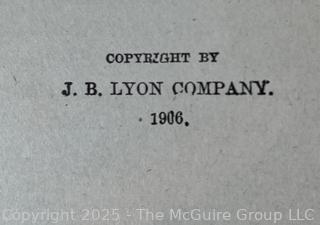 COPYRIGHT BY
J. B. LYON COMPANY.
1906.
Copyright 2025 - The McGuire Group LLC